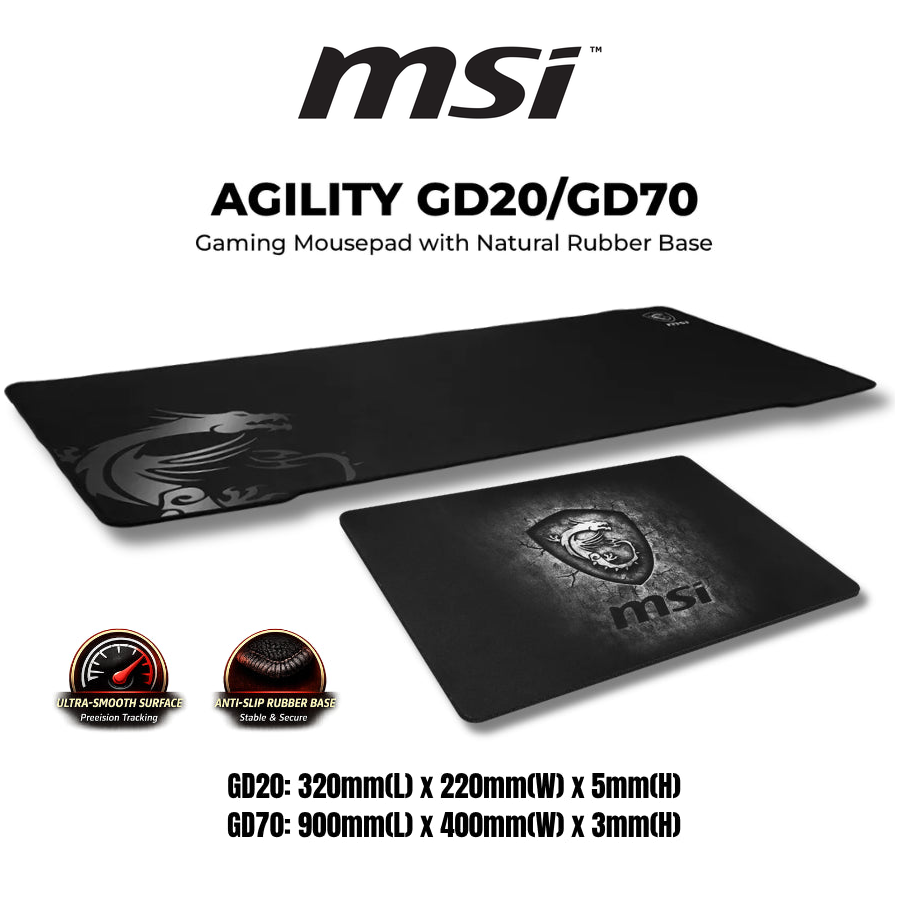 msi™
AGILITY GD20/GD70
Gaming Mousepad with Natural Rubber Base
msi
msi
ULTRA-SMOOTH SURFACE
Preeision Tracking
ANTI-SLIP RUBBER BASE
Stable & Secure
GD20: 320mm(L) x 220mm(W) x 5mm(H)
GD70: 900mm(L) x 400mm(W) x 3mm(H)